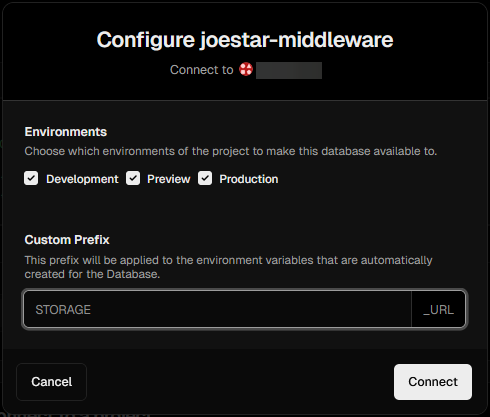 Configure joestar-middleware
Connect to
Environments
Choose which environments of the project to make this database available to.
Development Preview Production
Custom Prefix
This prefix will be applied to the environment variables that are automatically
created for the Database.
STORAGE _URL
Cancel Connect